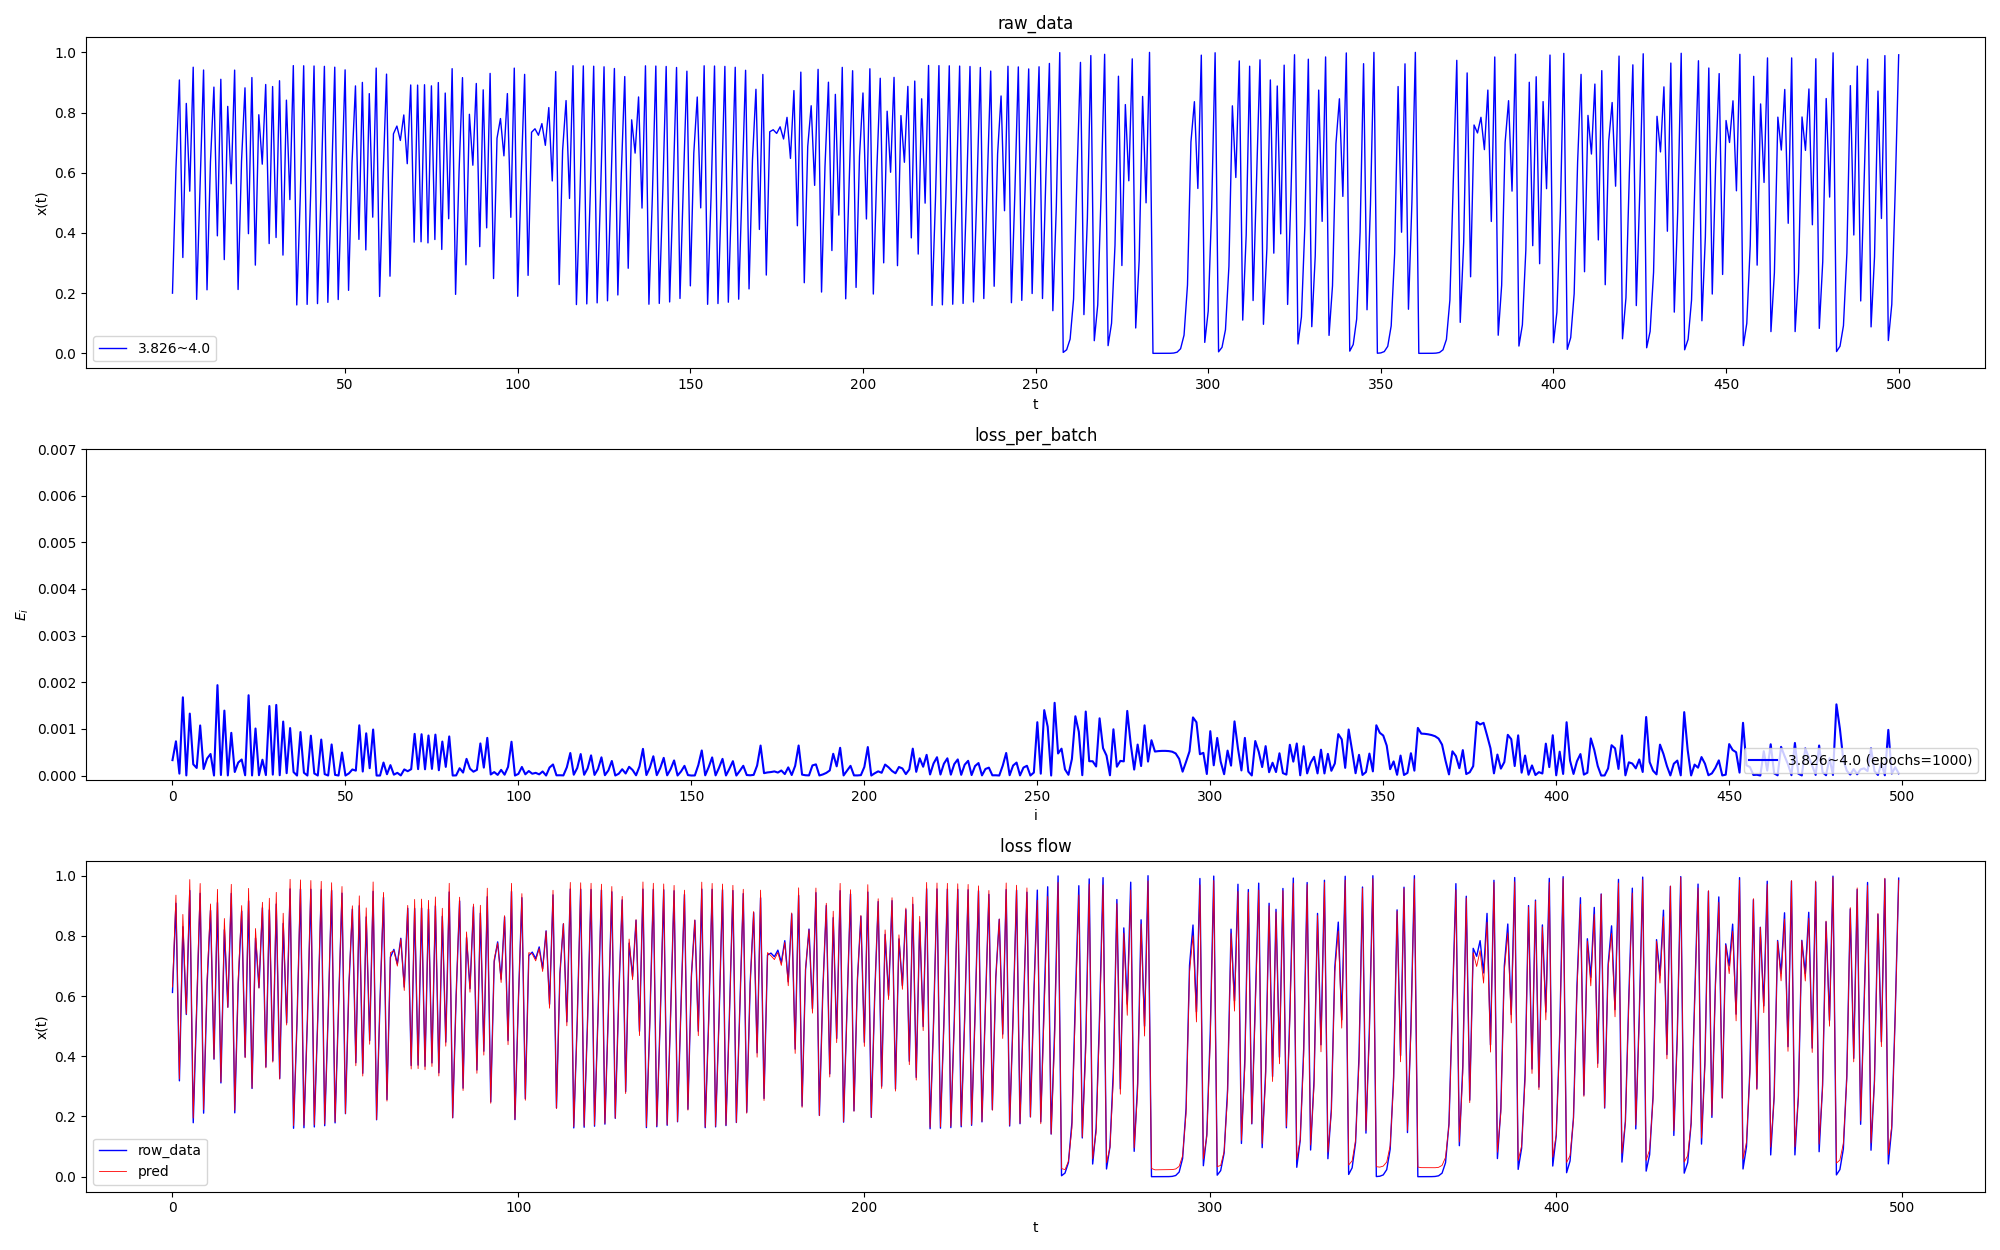 raw_data
1.0
0.8
0.6
0.4
0.2
0.0
x(t)
3.826~4.0
50 100 150 200 250 300 350 400 450 500
t
loss_per_batch
0.007
0.006
0.005
0.004
0.003
0.002
0.001
0.000
E_i
3.826~4.0 (epochs=1000)
0 50 100 150 200 250 300 350 400 450 500
i
loss flow
1.0
0.8
0.6
0.4
0.2
0.0
x(t)
row_data
pred
0 100 200 300 400 500
t